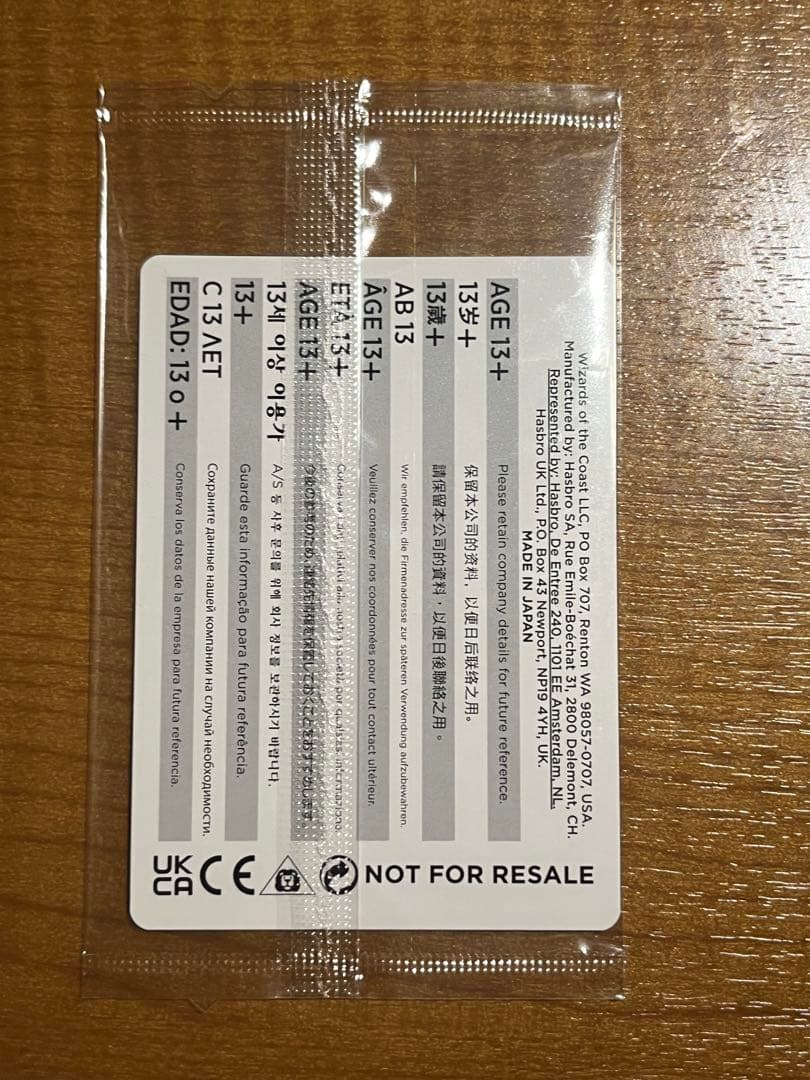 Wizards of the Coast LLC, PO Box 707, Renton WA 98057-0707, USA.
Manufactured by: Hasbro SA, Rue Emile-Boéchat 31, 2800 Delemont, CH.
Represented by: Hasbro, De Entree 240, 1101 EE Amsterdam, NL.
Hasbro UK Ltd., P.O. Box 43 Newport, NP19 4YH, UK.
MADE IN JAPAN
AGE 13+ Please retain company details for future reference.
13岁+ 保留本公司的资料，以便日后联络之用。
13歲+ 請保留本公司的資料，以便日後聯絡之用。
AB 13 Wir empfehlen, die Firmenadresse zur späteren Verwendung aufzubewahren.
ÂGE 13+ Veuillez conserver nos coordonnées pour tout contact ultérieur.
ETÀ 13+
AGE 13+
13세 이상 이용가 A/S 등 사후 문의를 위해 회사 정보를 보관하시기 바랍니다.
13+ Guarde esta informação para futura referência.
С 13 ЛЕТ Сохраните данные нашей компании на случай необходимости.
EDAD: 13 o + Conserva los datos de la empresa para futura referencia.
NOT FOR RESALE
CE
UKCA